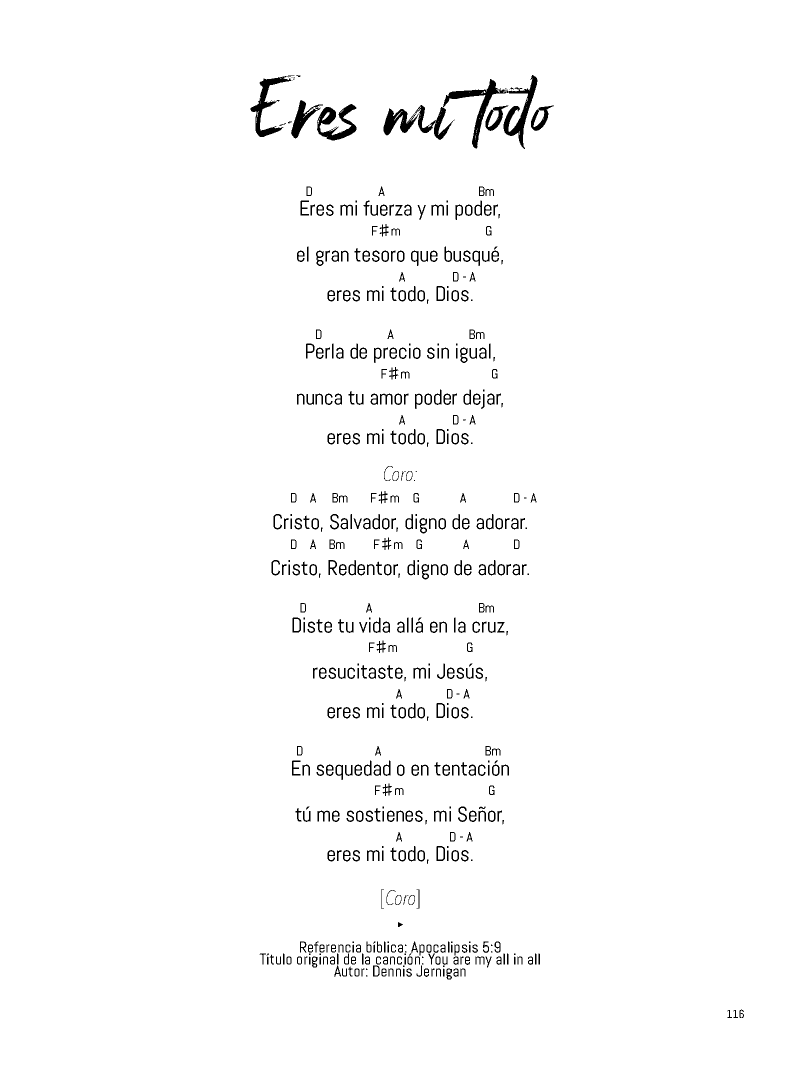 Eres mi todo
D A Bm
Eres mi fuerza y mi poder,
F♯m G
el gran tesoro que busqué,
A D - A
eres mi todo, Dios.
D A Bm
Perla de precio sin igual,
F♯m G
nunca tu amor poder dejar,
A D - A
eres mi todo, Dios.
Coro:
D A Bm F♯m G A D - A
Cristo, Salvador, digno de adorar.
D A Bm F♯m G A D
Cristo, Redentor, digno de adorar.
D A Bm
Diste tu vida allá en la cruz,
F♯m G
resucitaste, mi Jesús,
A D - A
eres mi todo, Dios.
D A Bm
En sequedad o en tentación
F♯m G
tú me sostienes, mi Señor,
A D - A
eres mi todo, Dios.
[Coro]
Referencia bíblica: Apocalipsis 5:9
Título original de la canción: You are my all in all
Autor: Dennis Jernigan
116